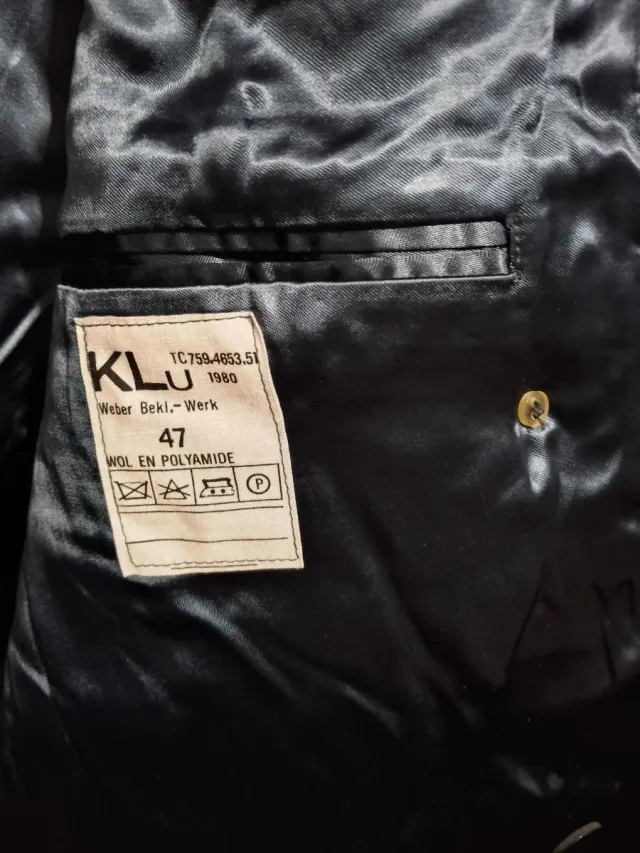 KLu TC759.4653.51
1980
Weber Bekl.-Werk
47
WOL EN POLYAMIDE
P